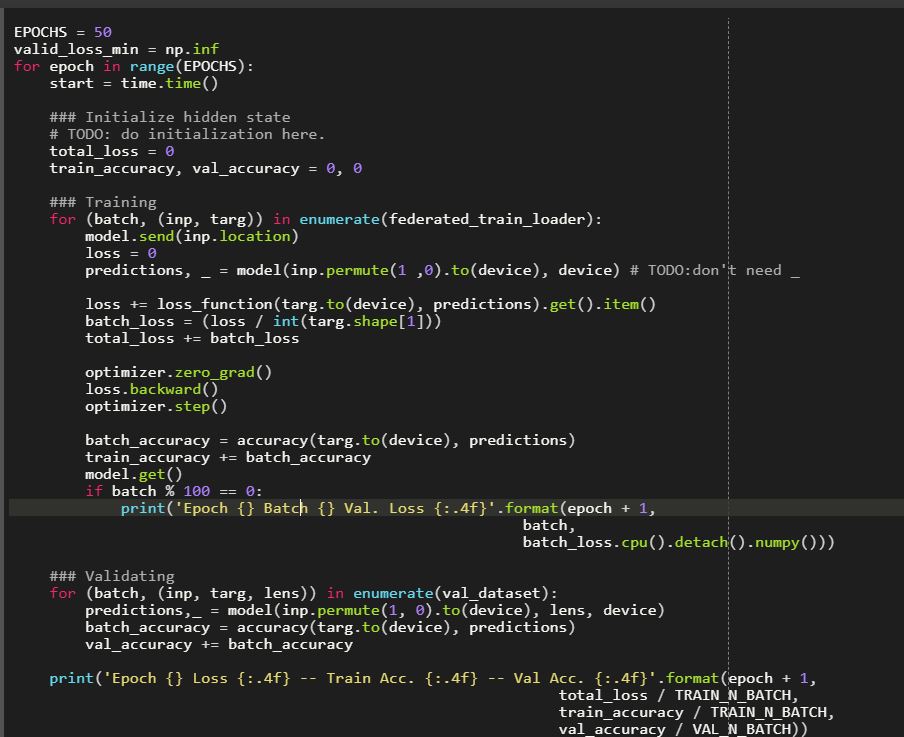 EPOCHS = 50
valid_loss_min = np.inf
for epoch in range(EPOCHS):
    start = time.time()

    ### Initialize hidden state
    # TODO: do initialization here.
    total_loss = 0
    train_accuracy, val_accuracy = 0, 0

    ### Training
    for (batch, (inp, targ)) in enumerate(federated_train_loader):
        model.send(inp.location)
        loss = 0
        predictions, _ = model(inp.permute(1 ,0).to(device), device) # TODO:don't need _

        loss += loss_function(targ.to(device), predictions).get().item()
        batch_loss = (loss / int(targ.shape[1]))
        total_loss += batch_loss

        optimizer.zero_grad()
        loss.backward()
        optimizer.step()

        batch_accuracy = accuracy(targ.to(device), predictions)
        train_accuracy += batch_accuracy
        model.get()
        if batch % 100 == 0:
            print('Epoch {} Batch {} Val. Loss {:.4f}'.format(epoch + 1,
                                                         batch,
                                                         batch_loss.cpu().detach().numpy()))

    ### Validating
    for (batch, (inp, targ, lens)) in enumerate(val_dataset):
        predictions,_ = model(inp.permute(1, 0).to(device), lens, device)
        batch_accuracy = accuracy(targ.to(device), predictions)
        val_accuracy += batch_accuracy

    print('Epoch {} Loss {:.4f} -- Train Acc. {:.4f} -- Val Acc. {:.4f}'.format(epoch + 1,
                                                             total_loss / TRAIN_N_BATCH,
                                                             train_accuracy / TRAIN_N_BATCH,
                                                             val_accuracy / VAL_N_BATCH))